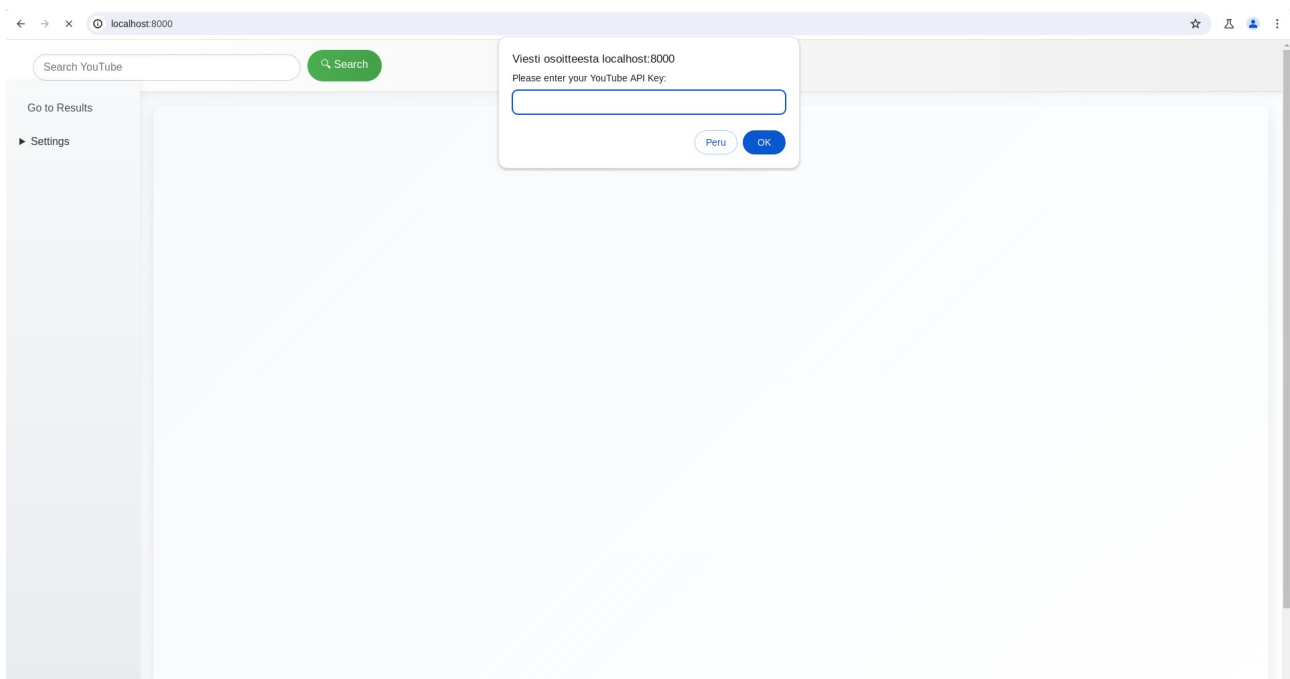 localhost:8000
Search YouTube
Search
Viesti osoitteesta localhost:8000
Please enter your YouTube API Key:
Peru
OK
Go to Results
Settings